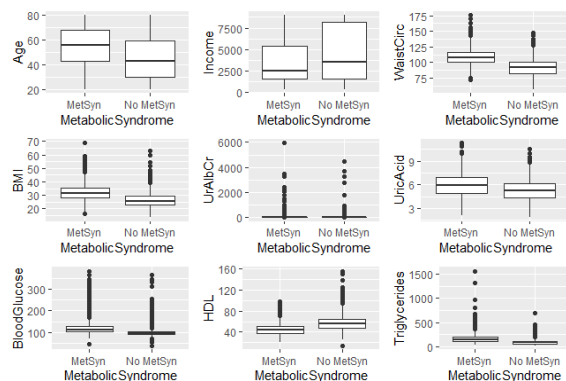 Age
80
60
40
20
MetSyn No MetSyn
MetabolicSyndrome
Income
7500
5000
2500
0
MetSyn No MetSyn
MetabolicSyndrome
WaistCirc
175
150
125
100
75
MetSyn No MetSyn
MetabolicSyndrome
BMI
70
60
50
40
30
20
MetSyn No MetSyn
MetabolicSyndrome
UrAlbCr
6000
4000
2000
0
MetSyn No MetSyn
MetabolicSyndrome
UricAcid
9
6
3
MetSyn No MetSyn
MetabolicSyndrome
BloodGlucose
300
200
100
MetSyn No MetSyn
MetabolicSyndrome
HDL
160
120
80
40
MetSyn No MetSyn
MetabolicSyndrome
Triglycerides
1500
1000
500
0
MetSyn No MetSyn
MetabolicSyndrome